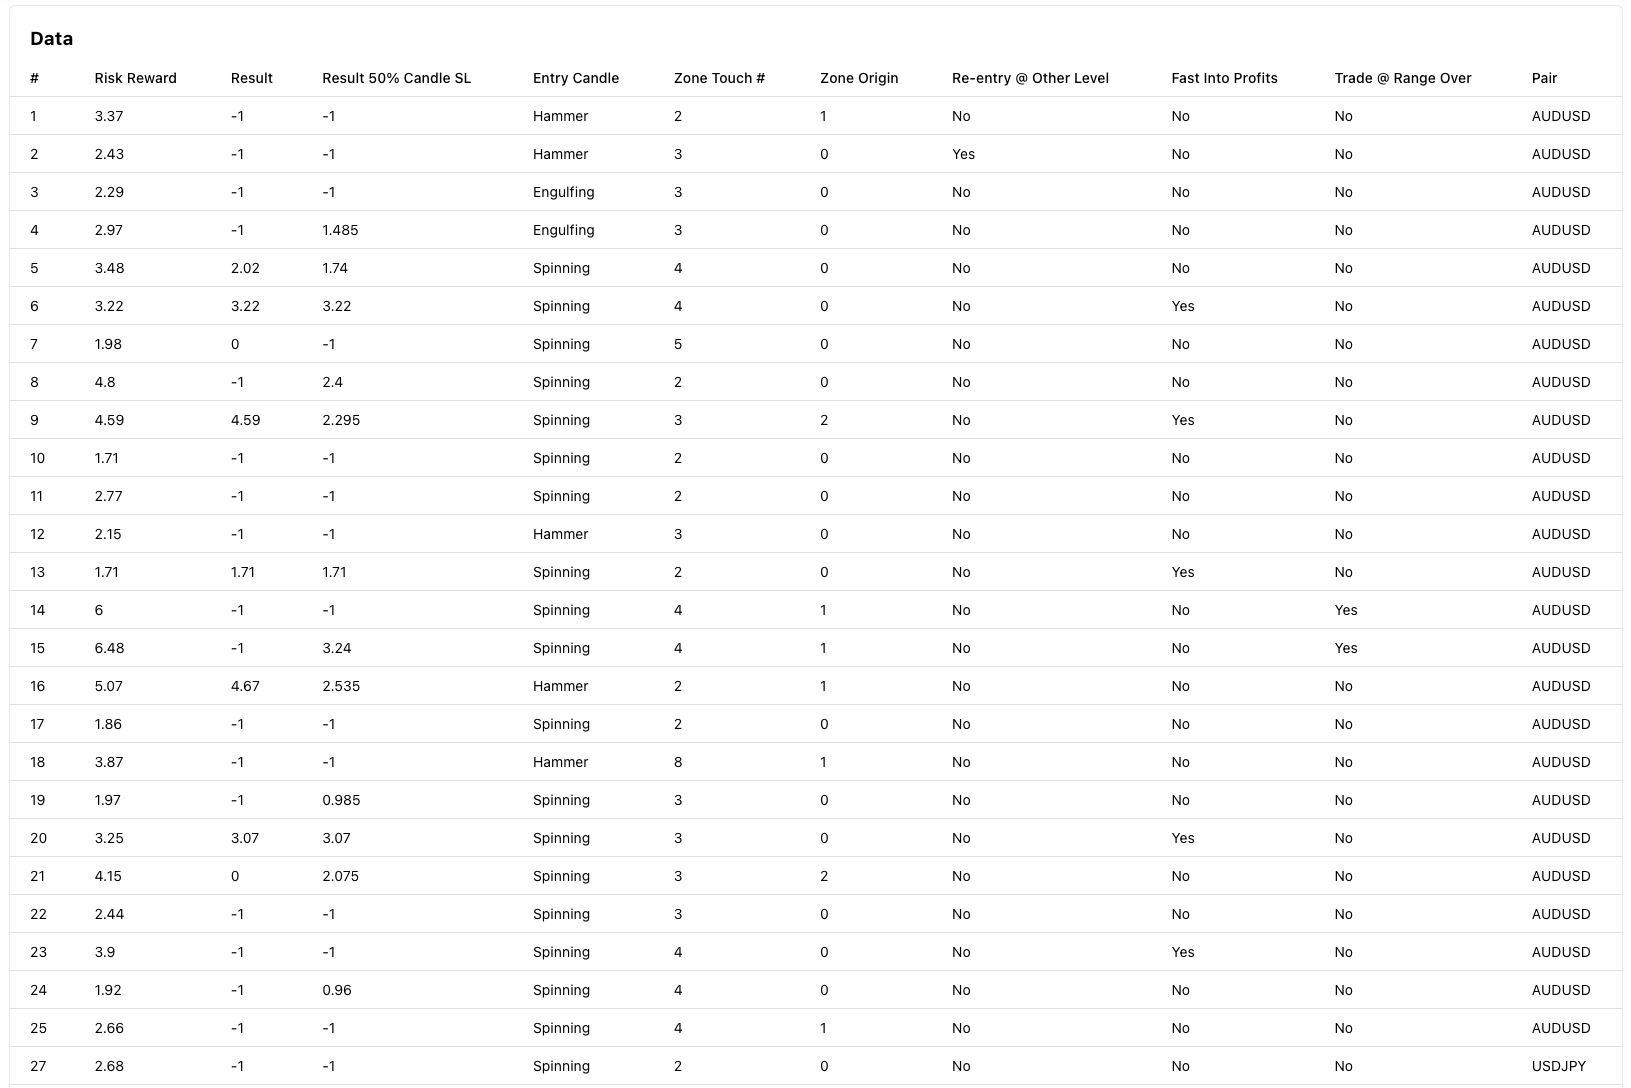 Data
# Risk Reward Result Result 50% Candle SL Entry Candle Zone Touch # Zone Origin Re-entry @ Other Level Fast Into Profits Trade @ Range Over Pair
1 3.37 -1 -1 Hammer 2 1 No No No AUDUSD
2 2.43 -1 -1 Hammer 3 0 Yes No No AUDUSD
3 2.29 -1 -1 Engulfing 3 0 No No No AUDUSD
4 2.97 -1 1.485 Engulfing 3 0 No No No AUDUSD
5 3.48 2.02 1.74 Spinning 4 0 No No No AUDUSD
6 3.22 3.22 3.22 Spinning 4 0 No Yes No AUDUSD
7 1.98 0 -1 Spinning 5 0 No No No AUDUSD
8 4.8 -1 2.4 Spinning 2 0 No No No AUDUSD
9 4.59 4.59 2.295 Spinning 3 2 No Yes No AUDUSD
10 1.71 -1 -1 Spinning 2 0 No No No AUDUSD
11 2.77 -1 -1 Spinning 2 0 No No No AUDUSD
12 2.15 -1 -1 Hammer 3 0 No No No AUDUSD
13 1.71 1.71 1.71 Spinning 2 0 No Yes No AUDUSD
14 6 -1 -1 Spinning 4 1 No No Yes AUDUSD
15 6.48 -1 3.24 Spinning 4 1 No No Yes AUDUSD
16 5.07 4.67 2.535 Hammer 2 1 No No No AUDUSD
17 1.86 -1 -1 Spinning 2 0 No No No AUDUSD
18 3.87 -1 -1 Hammer 8 1 No No No AUDUSD
19 1.97 -1 0.985 Spinning 3 0 No No No AUDUSD
20 3.25 3.07 3.07 Spinning 3 0 No Yes No AUDUSD
21 4.15 0 2.075 Spinning 3 2 No No No AUDUSD
22 2.44 -1 -1 Spinning 3 0 No No No AUDUSD
23 3.9 -1 -1 Spinning 4 0 No Yes No AUDUSD
24 1.92 -1 0.96 Spinning 4 0 No No No AUDUSD
25 2.66 -1 -1 Spinning 4 1 No No No AUDUSD
27 2.68 -1 -1 Spinning 2 0 No No No USDJPY